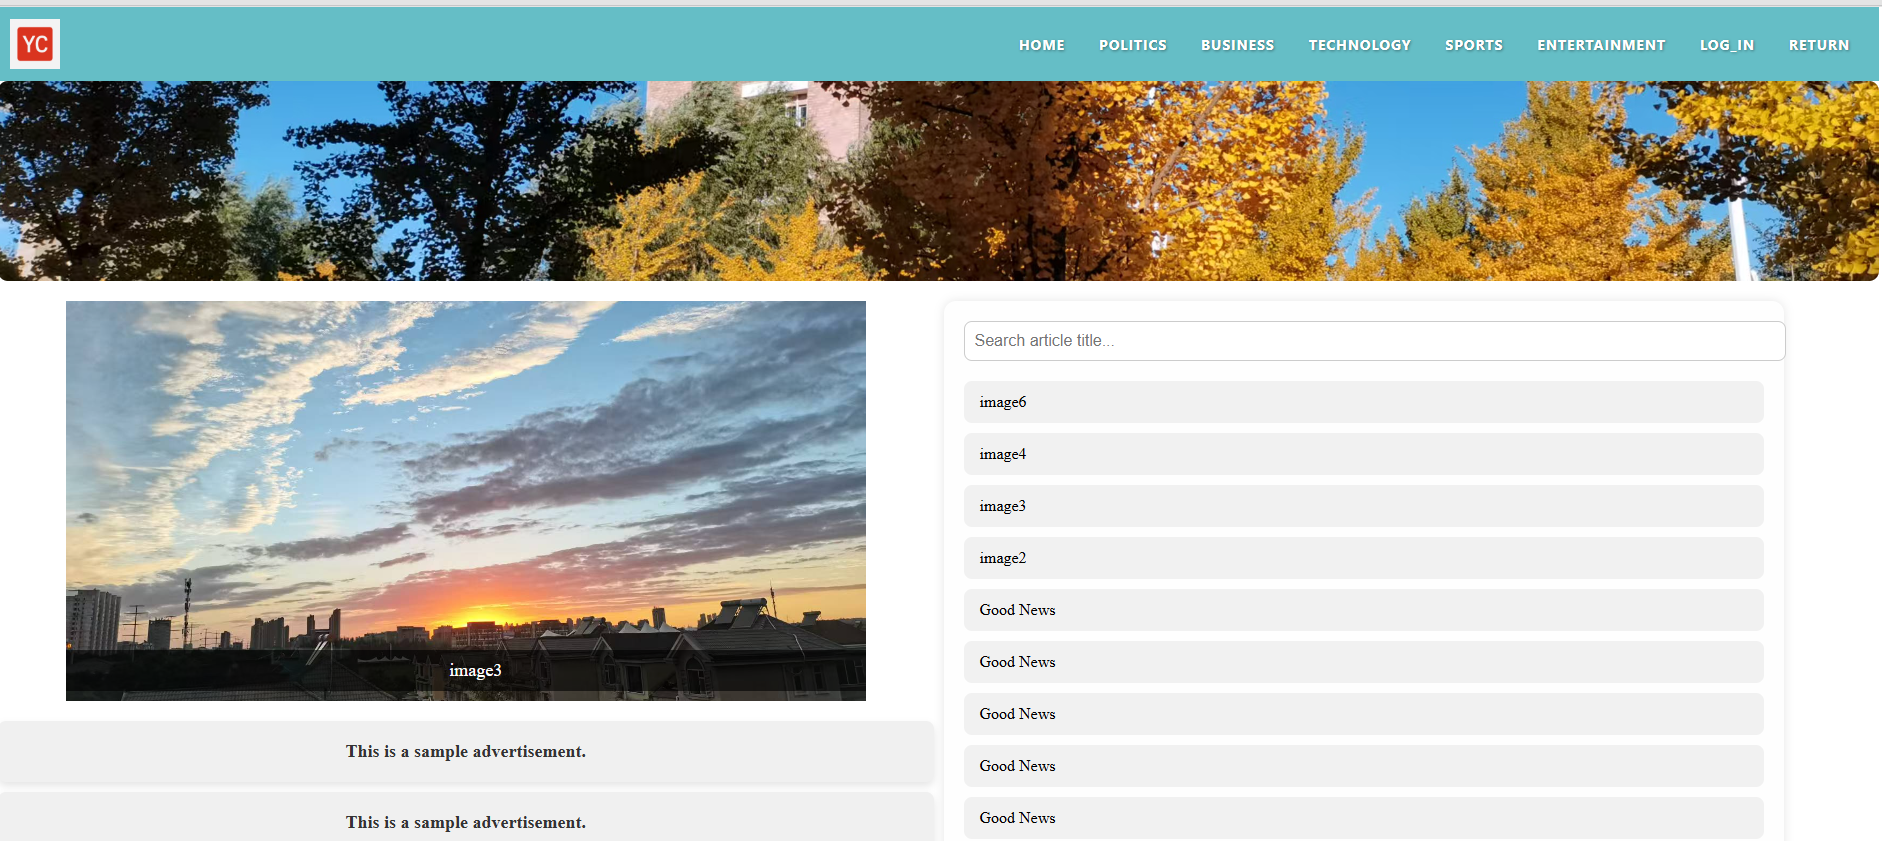 YC
HOME POLITICS BUSINESS TECHNOLOGY SPORTS ENTERTAINMENT LOG_IN RETURN
image3
This is a sample advertisement.
This is a sample advertisement.
Search article title...
image6
image4
image3
image2
Good News
Good News
Good News
Good News
Good News